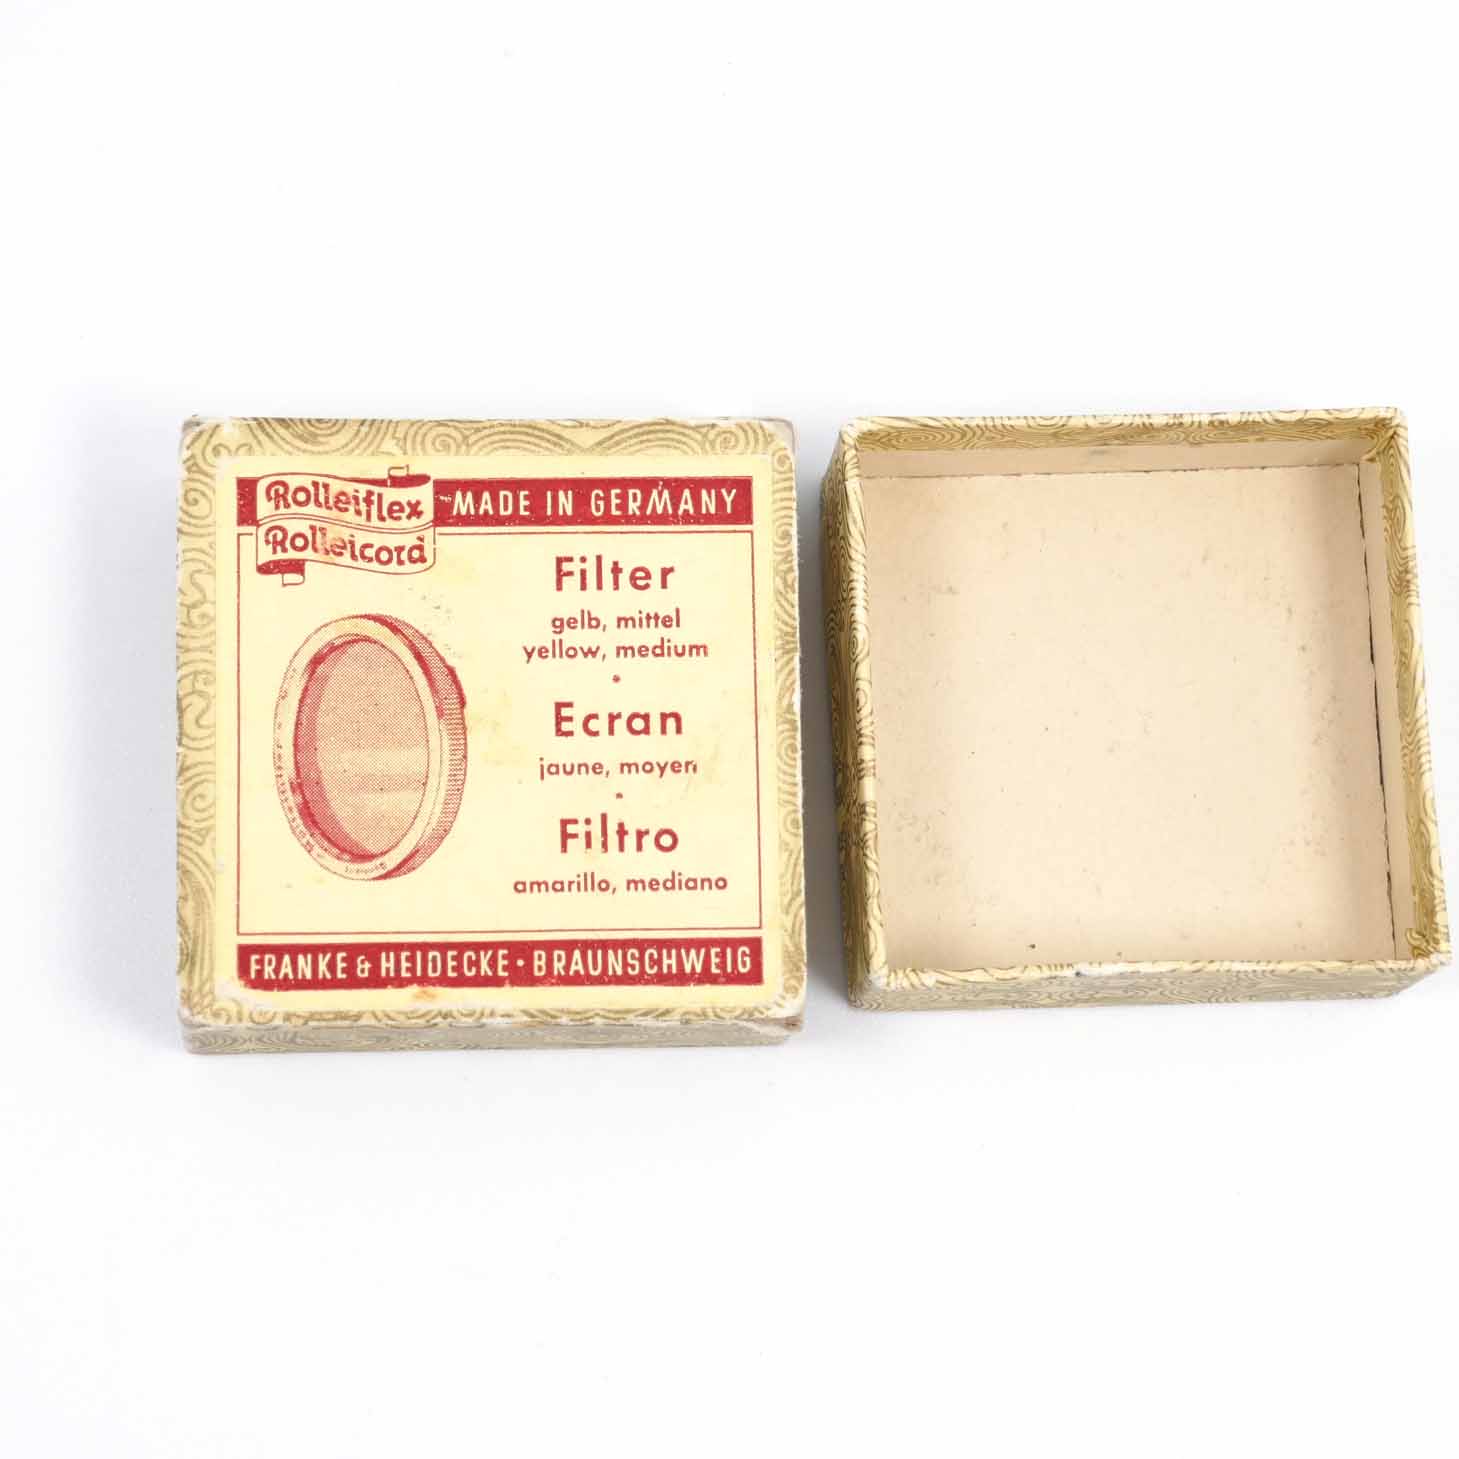 Rolleiflex
Rolleicord
MADE IN GERMANY
Filter
gelb, mittel
yellow, medium
•
Ecran
jaune, moyen
•
Filtro
amarillo, mediano
FRANKE & HEIDECKE • BRAUNSCHWEIG